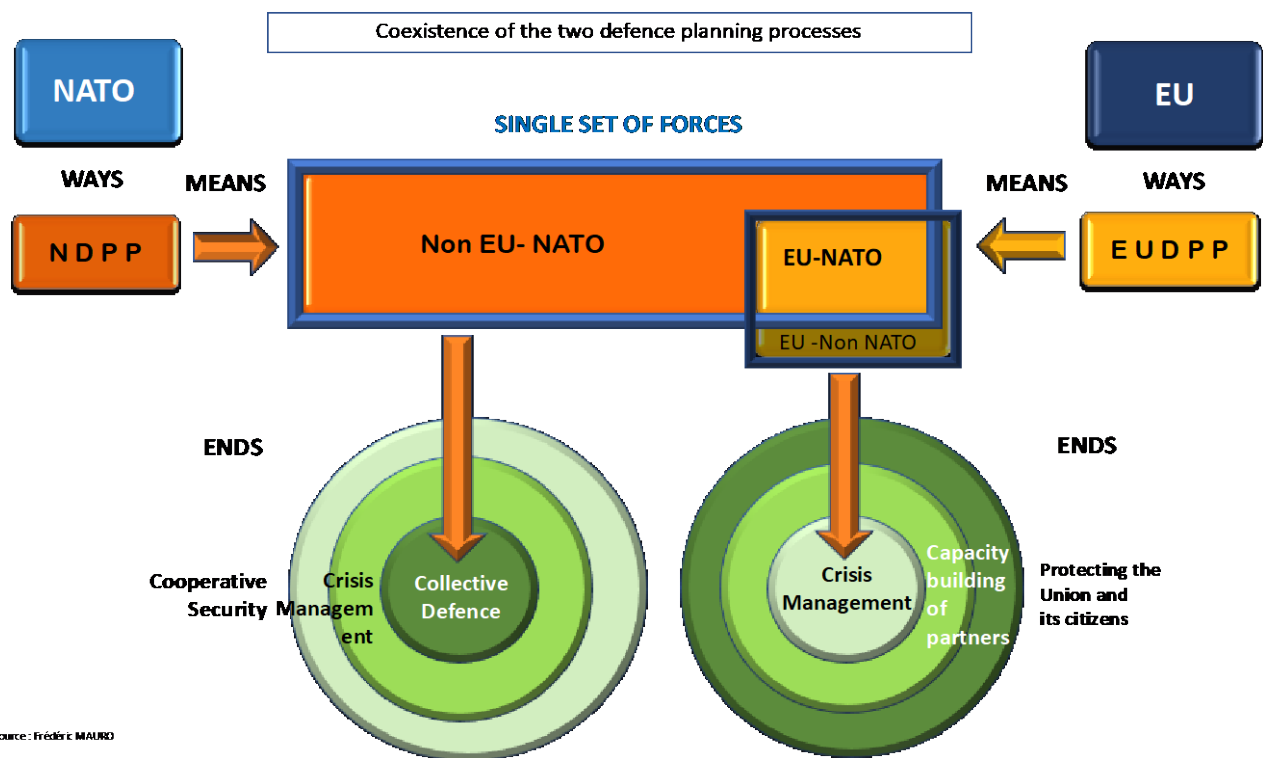 Coexistence of the two defence planning processes
NATO
EU
SINGLE SET OF FORCES
WAYS
MEANS
MEANS
WAYS
N D P P
Non EU- NATO
EU-NATO
E U D P P
EU -Non NATO
ENDS
ENDS
Cooperative
Security
Crisis
Managem
ent
Collective
Defence
Crisis
Management
Capacity
building
of
partners
Protecting the
Union and
its citizens
ource : Frédéric MAURO